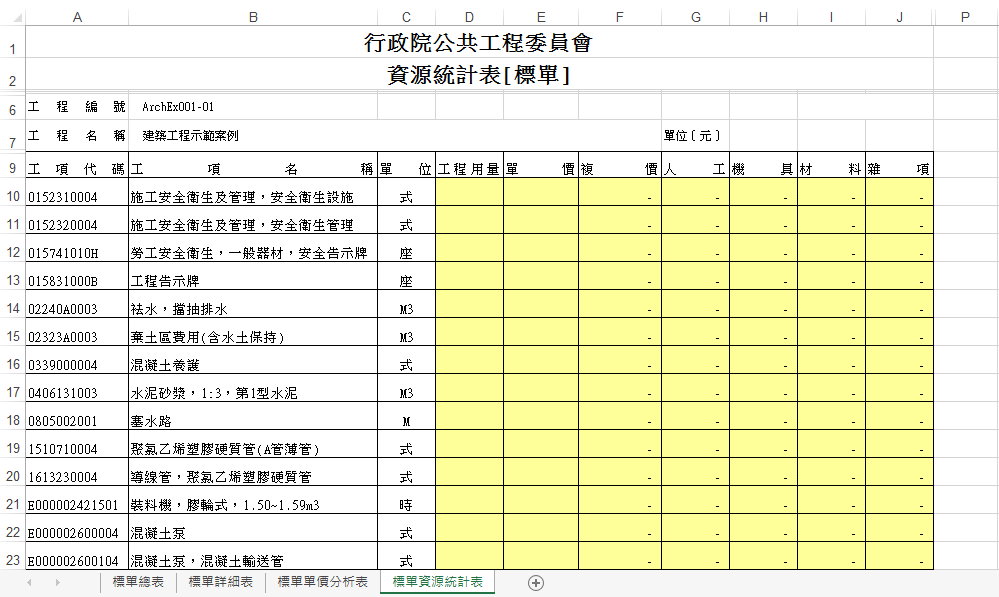 A B C D E F G H I J P
1 行政院公共工程委員會
2 資源統計表[標單]
6 工程編號 ArchEx001-01
7 工程名稱 建築工程示範案例 單位〔元〕
9 工項代碼 工項名稱 單位 工程用量 單價 複價 人工 機具 材料 雜項
10 0152310004 施工安全衛生及管理，安全衛生設施 式 - - - - -
11 0152320004 施工安全衛生及管理，安全衛生管理 式 - - - - -
12 015741010H 勞工安全衛生，一般器材，安全告示牌 座 - - - - -
13 015831000B 工程告示牌 座 - - - - -
14 02240A0003 袪水，擋抽排水 M3 - - - - -
15 02323A0003 棄土區費用(含水土保持) M3 - - - - -
16 0339000004 混凝土養護 式 - - - - -
17 0406131003 水泥砂漿，1:3，第1型水泥 M3 - - - - -
18 0805002001 塞水路 M - - - - -
19 1510710004 聚氯乙烯塑膠硬質管(A管薄管) 式 - - - - -
20 1613230004 導線管，聚氯乙烯塑膠硬質管 式 - - - - -
21 E000002421501 裝料機，膠輪式，1.50~1.59m3 時 - - - - -
22 E000002600004 混凝土泵 式 - - - - -
23 E000002600104 混凝土泵，混凝土輸送管 式 - - - - -
標單總表 標單詳細表 標單單價分析表 標單資源統計表